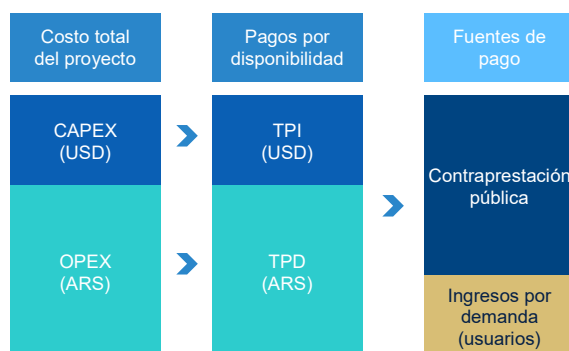 Costo total
del proyecto
Pagos por
disponibilidad
Fuentes de
pago
CAPEX
(USD)
TPI
(USD)
Contraprestación
pública
OPEX
(ARS)
TPD
(ARS)
Ingresos por
demanda
(usuarios)